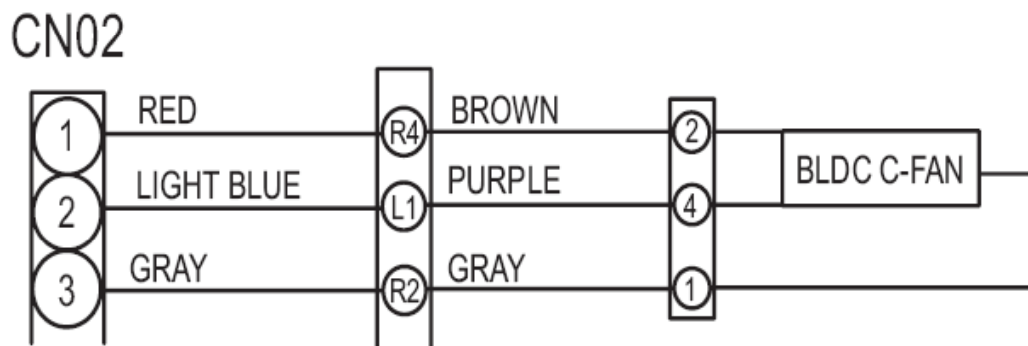 CN02
1 RED R4 BROWN 2 BLDC C-FAN
2 LIGHT BLUE L1 PURPLE 4
3 GRAY R2 GRAY 1